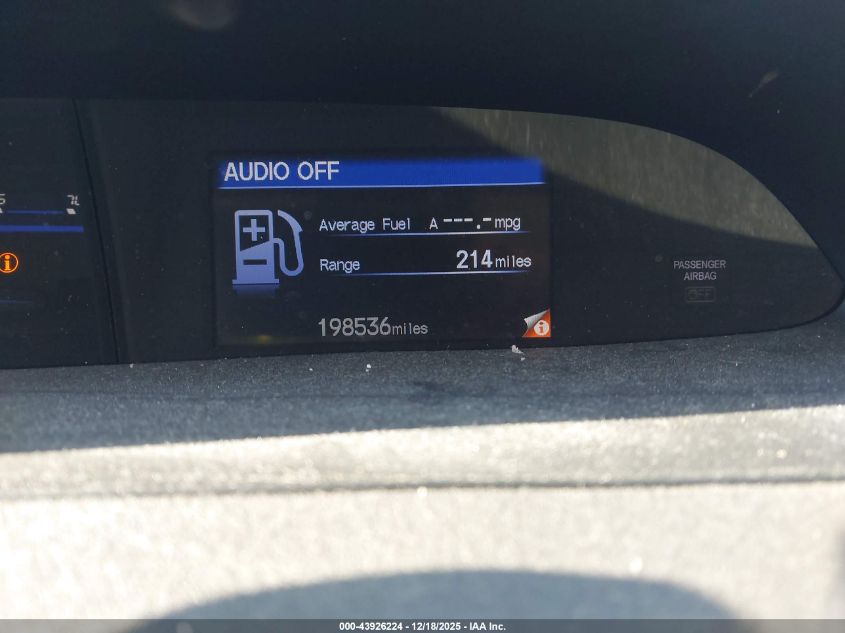 AUDIO OFF
Average Fuel A ---.- mpg
Range 214 miles
198536 miles
PASSENGER
AIRBAG
OFF
000-43926224 - 12/18/2025 - IAA Inc.